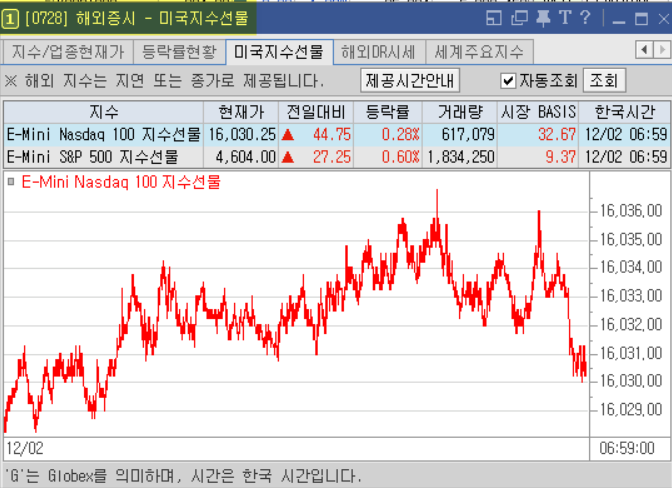 1 [0728] 해외증시 - 미국지수선물 T ?
지수/업종현재가 등락률현황 미국지수선물 해외DR시세 세계주요지수
※ 해외 지수는 지연 또는 종가로 제공됩니다. 제공시간안내 자동조회 조회
지수 현재가 전일대비 등락률 거래량 시장 BASIS 한국시간
E-Mini Nasdaq 100 지수선물 16,030.25 ▲ 44.75 0.28% 617,079 32.67 12/02 06:59
E-Mini S&P 500 지수선물 4,604.00 ▲ 27.25 0.60% 1,834,250 9.37 12/02 06:59
E-Mini Nasdaq 100 지수선물
16,036,00
16,035,00
16,034,00
16,033,00
16,032,00
16,031,00
16,030,00
16,029,00
12/02 06:59:00
'G'는 Globex를 의미하며, 시간은 한국 시간입니다.